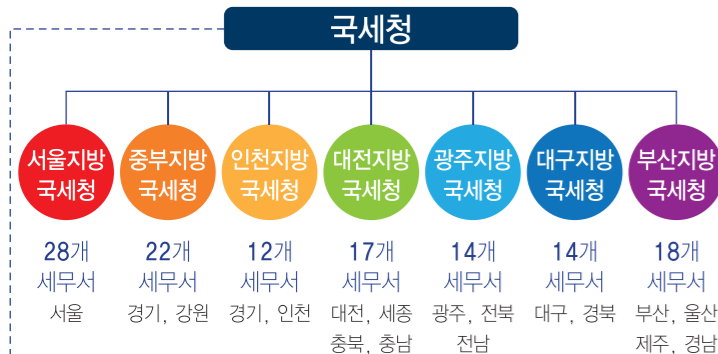 국세청
서울지방
국세청
중부지방
국세청
인천지방
국세청
대전지방
국세청
광주지방
국세청
대구지방
국세청
부산지방
국세청
28개
세무서
서울
22개
세무서
경기, 강원
12개
세무서
경기, 인천
17개
세무서
대전, 세종
충북, 충남
14개
세무서
광주, 전북
전남
14개
세무서
대구, 경북
18개
세무서
부산, 울산
제주, 경남